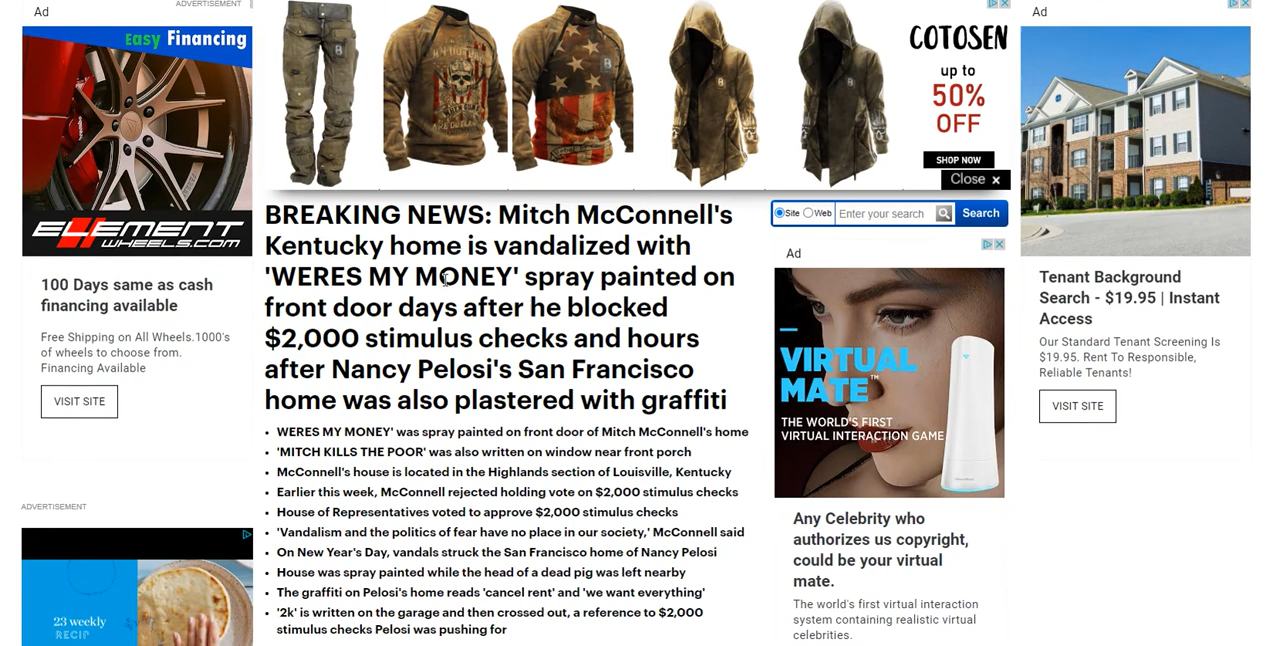 ADVERTISEMENT
Ad
Easy Financing
ELEMENT
WHEELS.COM
100 Days same as cash
financing available
Free Shipping on All Wheels.1000's
of wheels to choose from.
Financing Available
VISIT SITE
ADVERTISEMENT
23 weekly
RECIP
COTOSEN
up to
50%
OFF
SHOP NOW
Close x
BREAKING NEWS: Mitch McConnell's
Kentucky home is vandalized with
'WERES MY MONEY' spray painted on
front door days after he blocked
$2,000 stimulus checks and hours
after Nancy Pelosi's San Francisco
home was also plastered with graffiti
• WERES MY MONEY' was spray painted on front door of Mitch McConnell's home
• 'MITCH KILLS THE POOR' was also written on window near front porch
• McConnell's house is located in the Highlands section of Louisville, Kentucky
• Earlier this week, McConnell rejected holding vote on $2,000 stimulus checks
• House of Representatives voted to approve $2,000 stimulus checks
• 'Vandalism and the politics of fear have no place in our society,' McConnell said
• On New Year's Day, vandals struck the San Francisco home of Nancy Pelosi
• House was spray painted while the head of a dead pig was left nearby
• The graffiti on Pelosi's home reads 'cancel rent' and 'we want everything'
• '2k' is written on the garage and then crossed out, a reference to $2,000
stimulus checks Pelosi was pushing for
Site Web Enter your search Search
Ad
VIRTUAL
MATE™
THE WORLD'S FIRST
VIRTUAL INTERACTION GAME
Any Celebrity who
authorizes us copyright,
could be your virtual
mate.
The world's first virtual interaction
system containing realistic virtual
celebrities.
Ad
Tenant Background
Search - $19.95 | Instant
Access
Our Standard Tenant Screening Is
$19.95. Rent To Responsible,
Reliable Tenants!
VISIT SITE